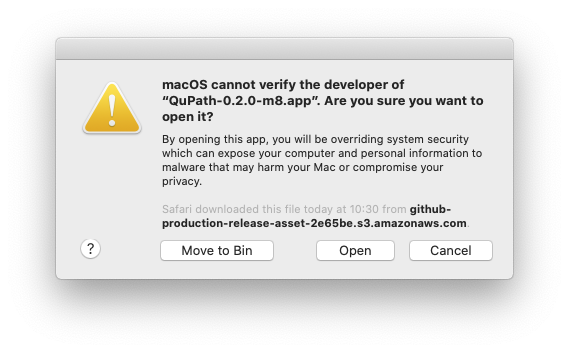 macOS cannot verify the developer of
“QuPath-0.2.0-m8.app”. Are you sure you want to
open it?
By opening this app, you will be overriding system security
which can expose your computer and personal information to
malware that may harm your Mac or compromise your
privacy.
Safari downloaded this file today at 10:30 from github-
production-release-asset-2e65be.s3.amazonaws.com.
? Move to Bin Open Cancel